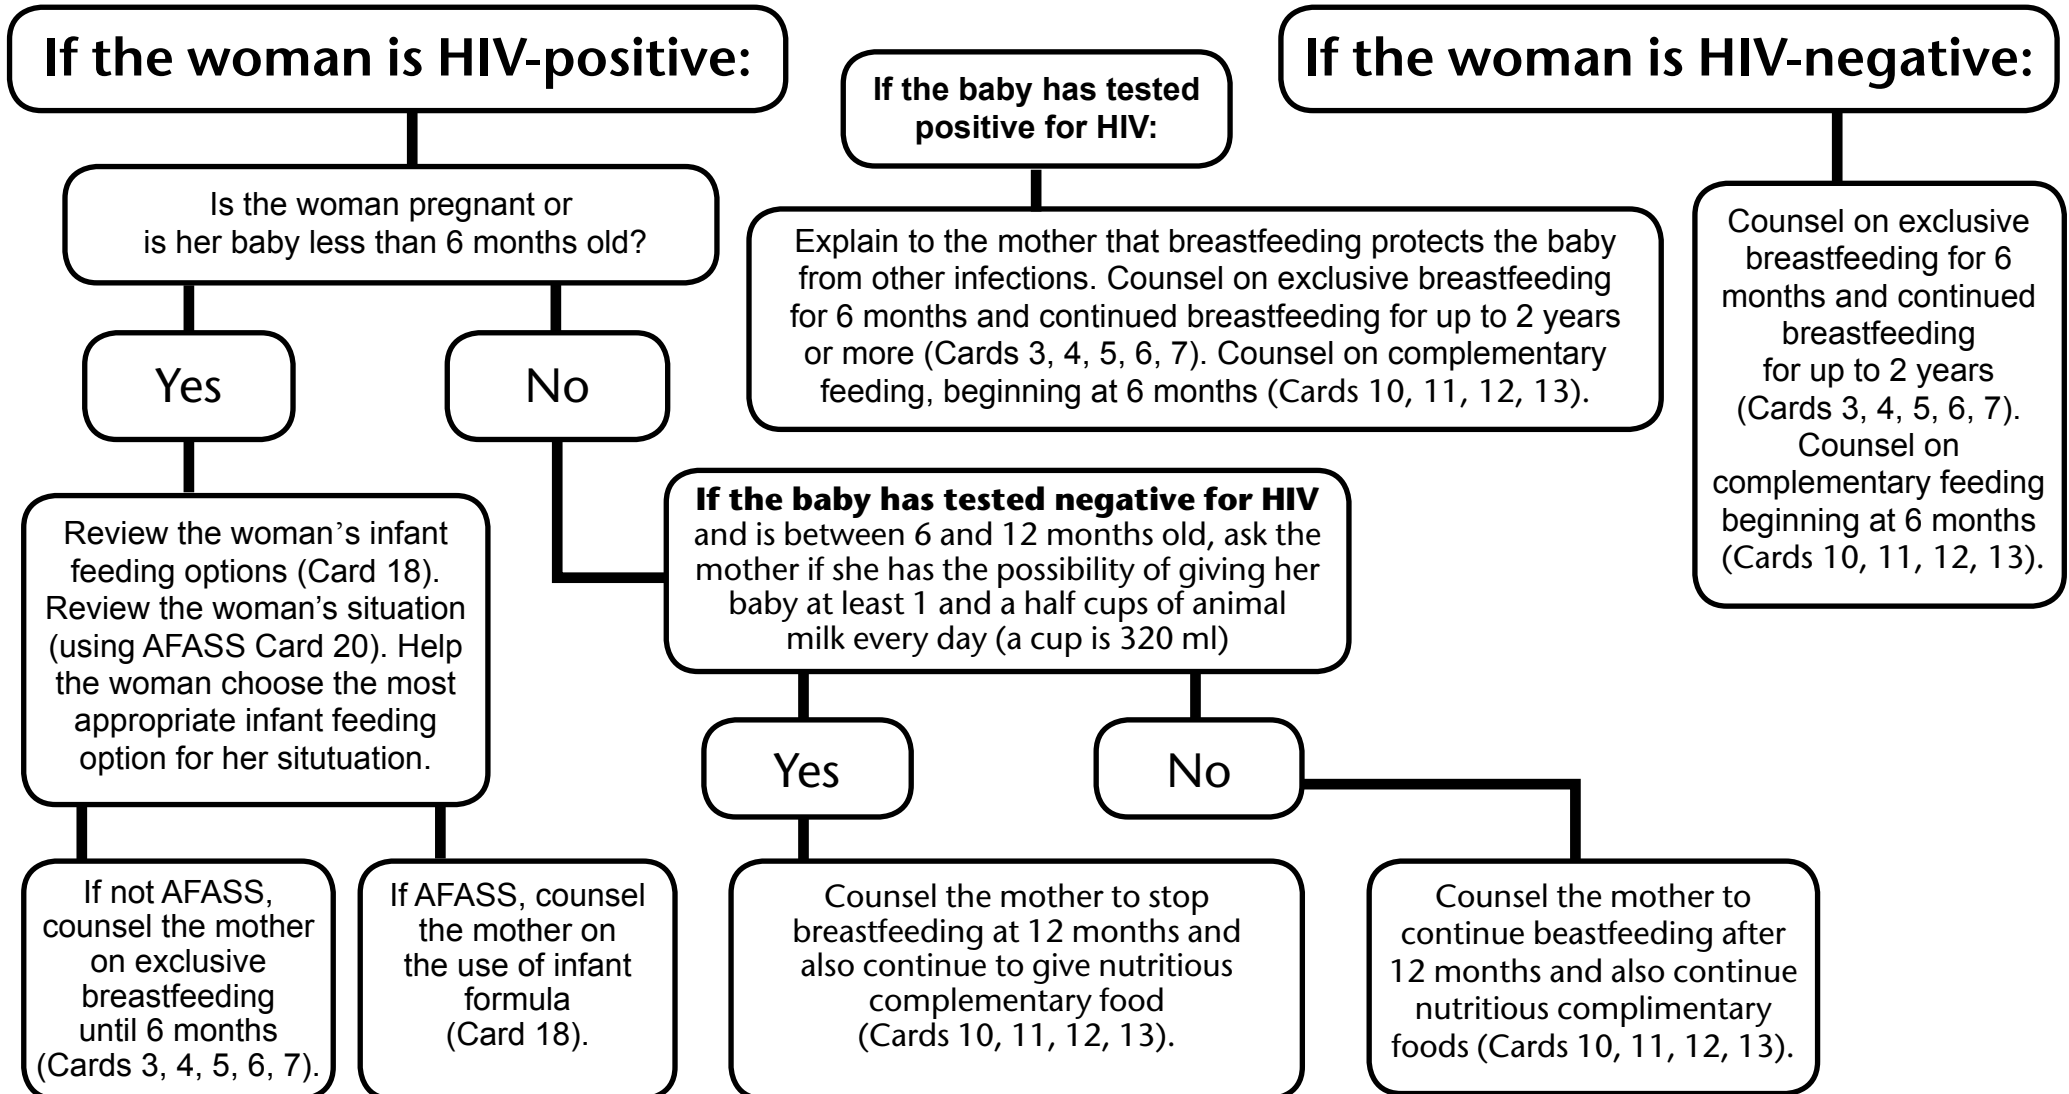 If the woman is HIV-positive:
Is the woman pregnant or
is her baby less than 6 months old?
Yes
No
Review the woman's infant
feeding options (Card 18).
Review the woman's situation
(using AFASS Card 20). Help
the woman choose the most
appropriate infant feeding
option for her situtuation.
If not AFASS,
counsel the mother
on exclusive
breastfeeding
until 6 months
(Cards 3, 4, 5, 6, 7).
If AFASS, counsel
the mother on
the use of infant
formula
(Card 18).
If the baby has tested negative for HIV
and is between 6 and 12 months old, ask the
mother if she has the possibility of giving her
baby at least 1 and a half cups of animal
milk every day (a cup is 320 ml)
Yes
No
Counsel the mother to stop
breastfeeding at 12 months and
also continue to give nutritious
complementary food
(Cards 10, 11, 12, 13).
Counsel the mother to
continue beastfeeding after
12 months and also continue
nutritious complimentary
foods (Cards 10, 11, 12, 13).
If the baby has tested
positive for HIV:
Explain to the mother that breastfeeding protects the baby
from other infections. Counsel on exclusive breastfeeding
for 6 months and continued breastfeeding for up to 2 years
or more (Cards 3, 4, 5, 6, 7). Counsel on complementary
feeding, beginning at 6 months (Cards 10, 11, 12, 13).
If the woman is HIV-negative:
Counsel on exclusive
breastfeeding for 6
months and continued
breastfeeding
for up to 2 years
(Cards 3, 4, 5, 6, 7).
Counsel on
complementary feeding
beginning at 6 months
(Cards 10, 11, 12, 13).